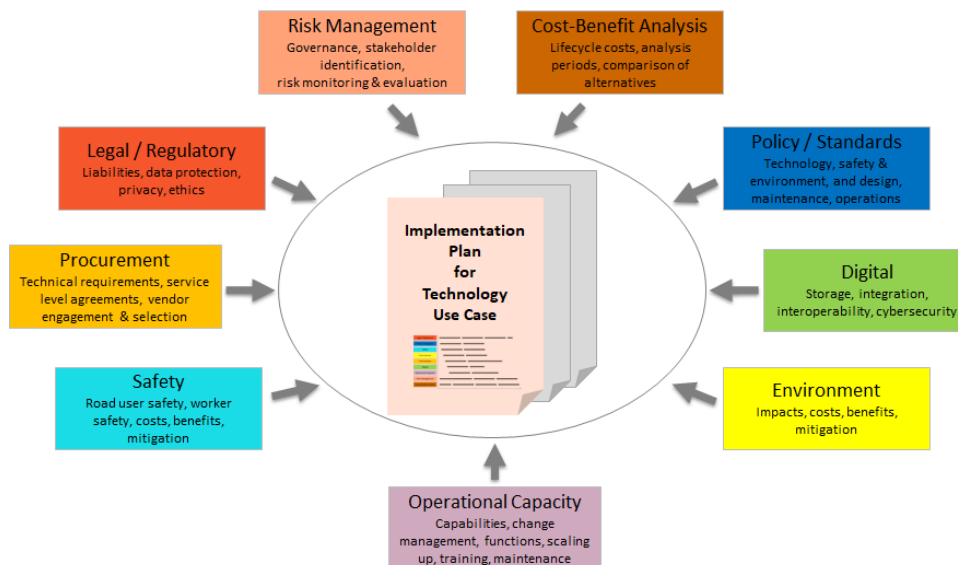 Risk Management
Governance, stakeholder
identification,
risk monitoring & evaluation
Cost-Benefit Analysis
Lifecycle costs, analysis
periods, comparison of
alternatives
Legal / Regulatory
Liabilities, data protection,
privacy, ethics
Policy / Standards
Technology, safety &
environment, and design,
maintenance, operations
Procurement
Technical requirements, service
level agreements, vendor
engagement & selection
Implementation
Plan
for
Technology
Use Case
Digital
Storage, integration,
interoperability, cybersecurity
Safety
Road user safety, worker
safety, costs, benefits,
mitigation
Environment
Impacts, costs, benefits,
mitigation
Operational Capacity
Capabilities, change
management, functions, scaling
up, training, maintenance